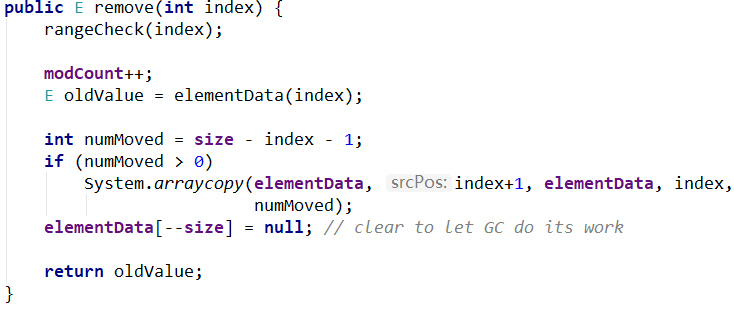 public E remove(int index) {
    rangeCheck(index);

    modCount++;
    E oldValue = elementData(index);

    int numMoved = size - index - 1;
    if (numMoved > 0)
        System.arraycopy(elementData, srcPos: index+1, elementData, index,
                         numMoved);
    elementData[--size] = null; // clear to let GC do its work

    return oldValue;
}